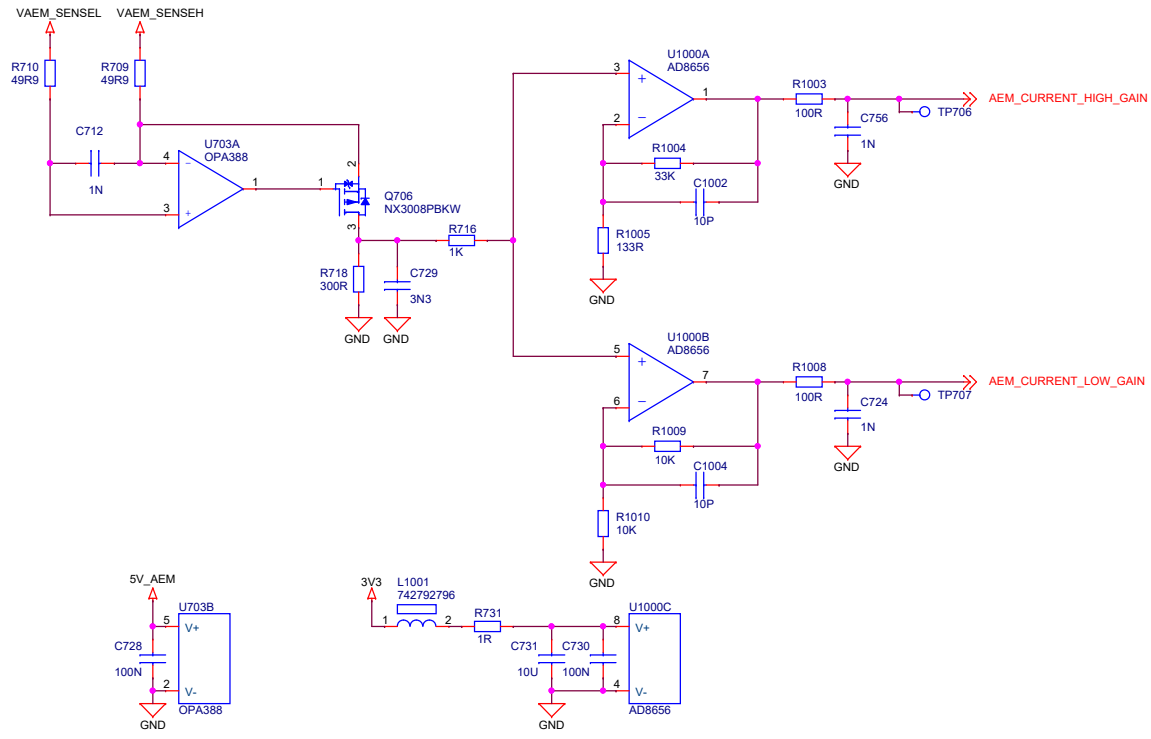 VAEM_SENSEL
VAEM_SENSEH
R710
49R9
R709
49R9
C712
1N
U703A
OPA388
4
3
1
1
2
3
Q706
NX3008PBKW
R716
1K
R718
300R
C729
3N3
GND
GND
U1000A
AD8656
3
2
1
R1003
100R
AEM_CURRENT_HIGH_GAIN
TP706
C756
1N
GND
R1004
33K
C1002
10P
R1005
133R
GND
U1000B
AD8656
5
6
7
R1008
100R
AEM_CURRENT_LOW_GAIN
TP707
C724
1N
GND
R1009
10K
C1004
10P
R1010
10K
GND
5V_AEM
U703B
5
V+
C728
100N
2
V-
OPA388
GND
3V3
L1001
742792796
1
2
R731
1R
C731
10U
C730
100N
U1000C
8
V+
4
V-
AD8656
GND